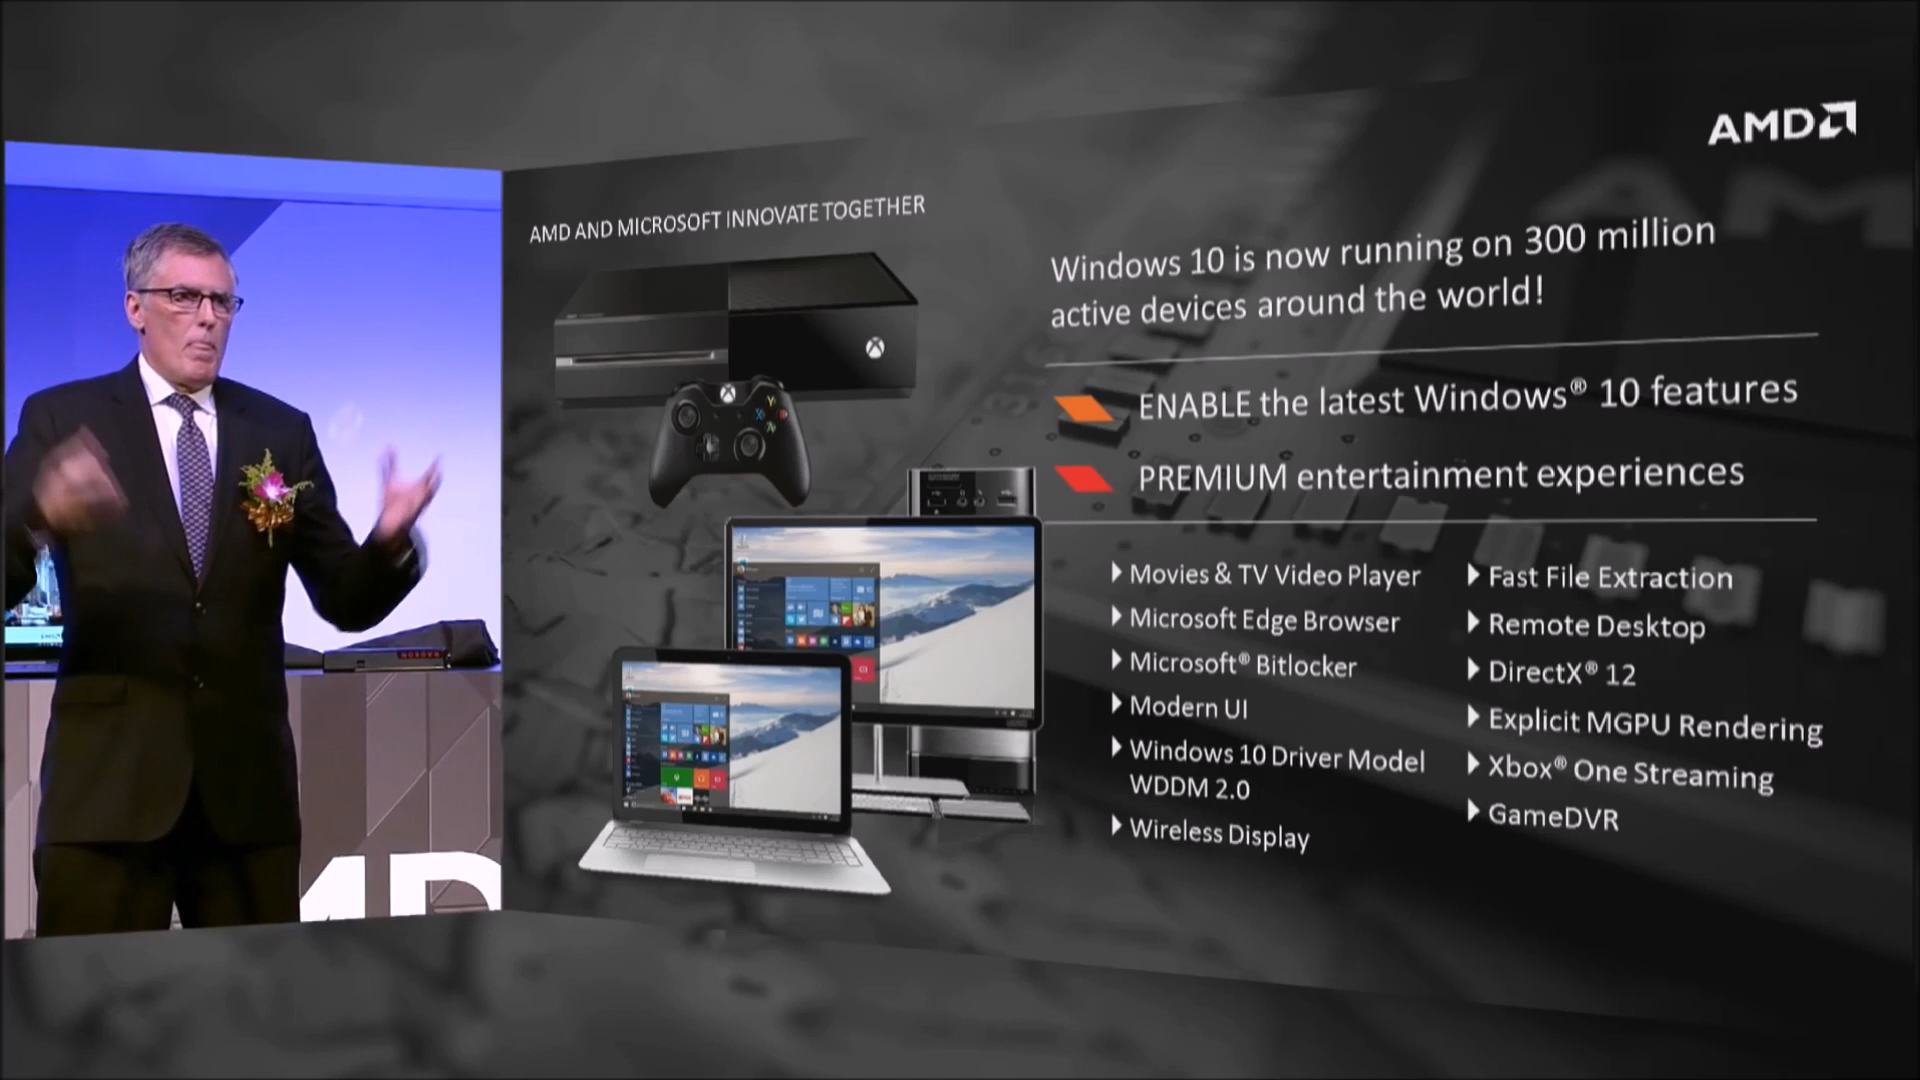 AMD
AMD AND MICROSOFT INNOVATE TOGETHER
Windows 10 is now running on 300 million
active devices around the world!
ENABLE the latest Windows® 10 features
PREMIUM entertainment experiences
Movies & TV Video Player
Microsoft Edge Browser
Microsoft® Bitlocker
Modern UI
Windows 10 Driver Model
WDDM 2.0
Wireless Display
Fast File Extraction
Remote Desktop
DirectX® 12
Explicit MGPU Rendering
Xbox® One Streaming
GameDVR